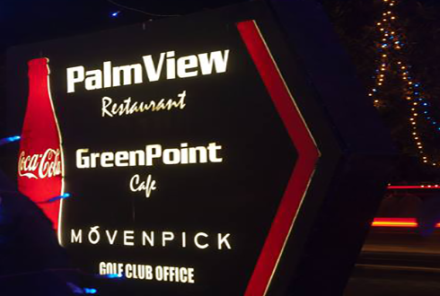 PalmView
Restaurant
GreenPoint
Cafe
Coca-Cola
MÖVENPICK
GOLF CLUB OFFICE